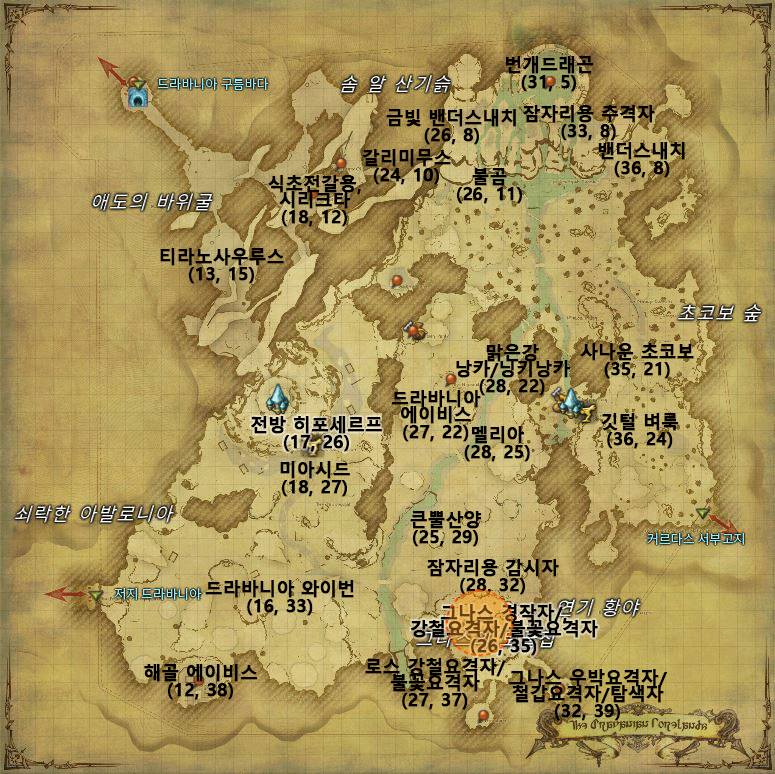 번개드래곤
(31, 5)
드라바니아 구름바다
솜 알 산기슭
금빛 밴더스내치
(26, 8)
잠자리용 추격자
(33, 8)
밴더스내치
(36, 8)
갈리미무스
(24, 10)
불곰
(26, 11)
식초전갈용,
시리크타
(18, 12)
애도의 바위굴
티라노사우루스
(13, 15)
초코보 숲
맑은강
낭카/닝키낭카
(28, 22)
사나운 초코보
(35, 21)
드라바니아
에이비스
(27, 22)
전방 히포세르프
(17, 26)
멜리아
(28, 25)
깃털 벼룩
(36, 24)
미아시드
(18, 27)
쇠락한 아발로니아
큰뿔산양
(25, 29)
커르다스 서부고지
잠자리용 감시자
(28, 32)
저지 드라바니아
드라바니야 와이번
(16, 33)
그나스 경작자/
강철요격자/불꽃요격자
(26, 35)
연기 황야
해골 에이비스
(12, 38)
로스 강철요격자/
불꽃요격자
(27, 37)
그나스 우박요격자/
철갑요격자/탐색자
(32, 39)
The Dravanian Forelands